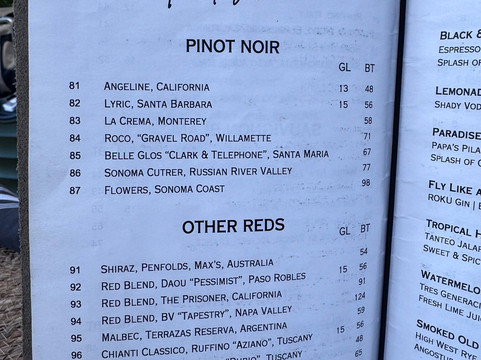 PINOT NOIR
GL BT
81 ANGELINE, CALIFORNIA 13 48
82 LYRIC, SANTA BARBARA 15 56
83 LA CREMA, MONTEREY 58
84 ROCO, "GRAVEL ROAD", WILLAMETTE 71
85 BELLE GLOS "CLARK & TELEPHONE", SANTA MARIA 67
86 SONOMA CUTRER, RUSSIAN RIVER VALLEY 77
87 FLOWERS, SONOMA COAST 98
OTHER REDS
GL BT
91 SHIRAZ, PENFOLDS, MAX'S, AUSTRALIA 54
92 RED BLEND, DAOU "PESSIMIST", PASO ROBLES 15 56
93 RED BLEND, THE PRISONER, CALIFORNIA 91
94 RED BLEND, BV "TAPESTRY", NAPA VALLEY 124
95 MALBEC, TERRAZAS RESERVA, ARGENTINA 59
96 CHIANTI CLASSICO, RUFFINO "AZIANO", TUSCANY 15 56
TUSCANY 48
65
BLACK &
ESPRESSO
SPLASH OF
LEMONAD
SHADY VOD
PARADISE
PAPA'S PILA
SPLASH OF
FLY LIKE A
ROKU GIN |
TROPICAL H
TANTEO JALAP
SWEET & SPIC
WATERMELO
TRES GENERACI
FRESH LIME JUI
SMOKED OLD
HIGH WEST RYE
ANGOSTU